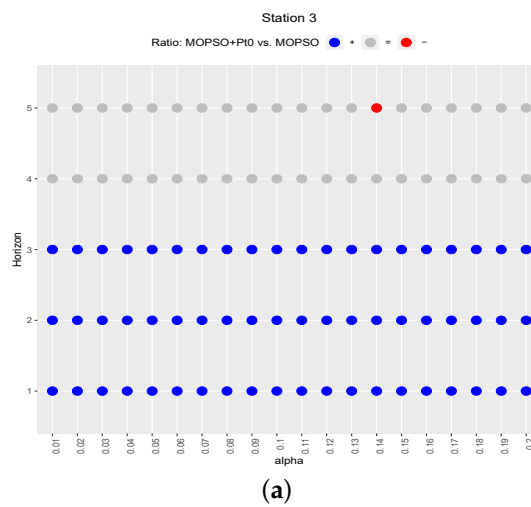 Station 3
Ratio: MOPSO+Pt0 vs. MOPSO + = −
5
4
3
2
1
Horizon
0.01 0.02 0.03 0.04 0.05 0.06 0.07 0.08 0.09 0.1 0.11 0.12 0.13 0.14 0.15 0.16 0.17 0.18 0.19 0.2
alpha
(a)